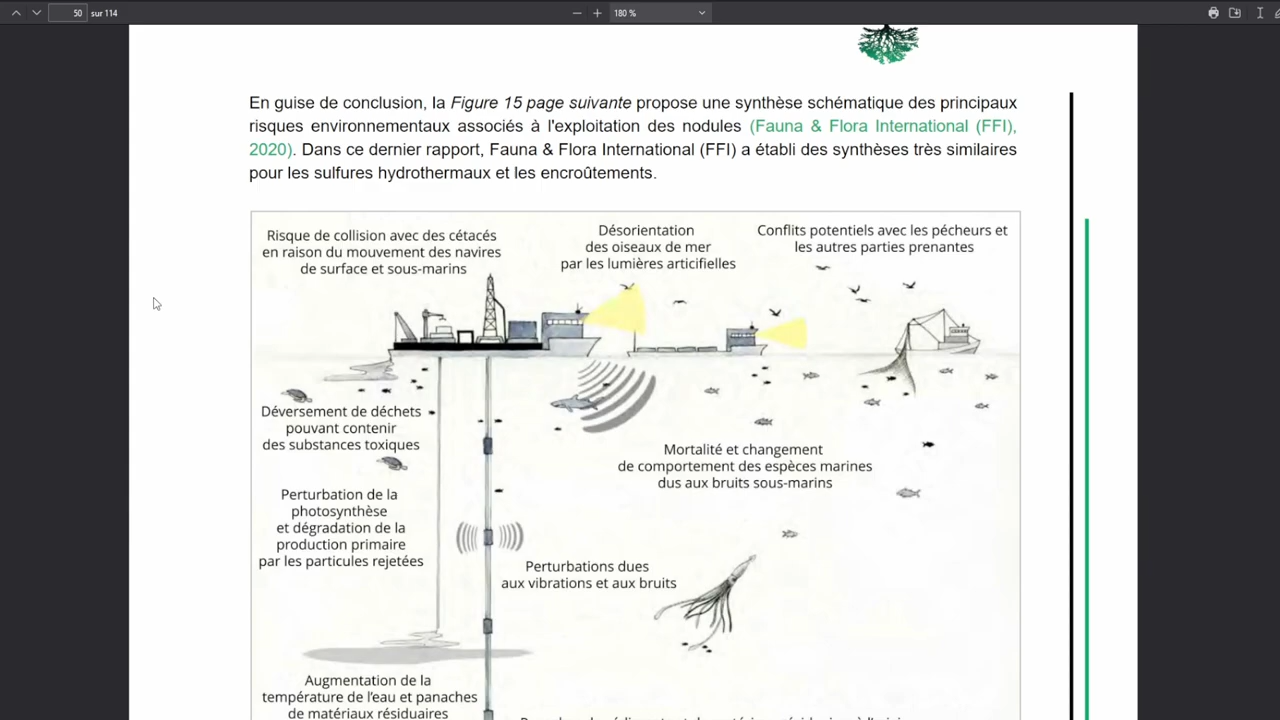 50 sur 114
180 %
En guise de conclusion, la Figure 15 page suivante propose une synthèse schématique des principaux
risques environnementaux associés à l'exploitation des nodules (Fauna & Flora International (FFI),
2020). Dans ce dernier rapport, Fauna & Flora International (FFI) a établi des synthèses très similaires
pour les sulfures hydrothermaux et les encroûtements.
Risque de collision avec des cétacés
en raison du mouvement des navires
de surface et sous-marins
Désorientation
des oiseaux de mer
par les lumières articifielles
Conflits potentiels avec les pécheurs et
les autres parties prenantes
Déversement de déchets
pouvant contenir
des substances toxiques
Mortalité et changement
de comportement des espèces marines
dus aux bruits sous-marins
Perturbation de la
photosynthèse
et dégradation de la
production primaire
par les particules rejetées
Perturbations dues
aux vibrations et aux bruits
Augmentation de la
température de l'eau et panaches
de matériaux résiduaires